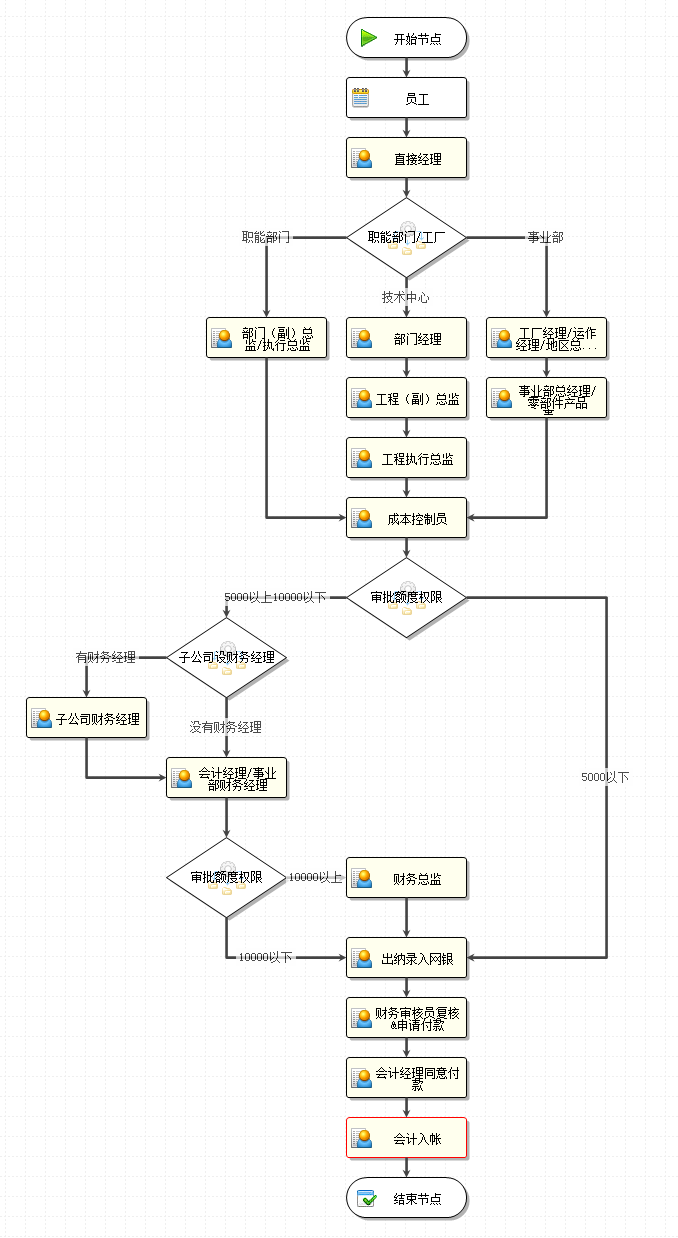 开始节点
员工
直接经理
职能部门/工厂
职能部门
事业部
技术中心
部门（副）总
监/执行总监
部门经理
工厂经理/运作
经理/地区总...
工程（副）总监
事业部总经理/
零部件产品
工程执行总监
成本控制员
审批额度权限
5000以上10000以下
子公司设财务经理
有财务经理
子公司财务经理
没有财务经理
会计经理/事业
部财务经理
5000以下
审批额度权限
10000以上
财务总监
10000以下
出纳录入网银
财务审核员复核
&申请付款
会计经理同意付
款
会计入帐
结束节点